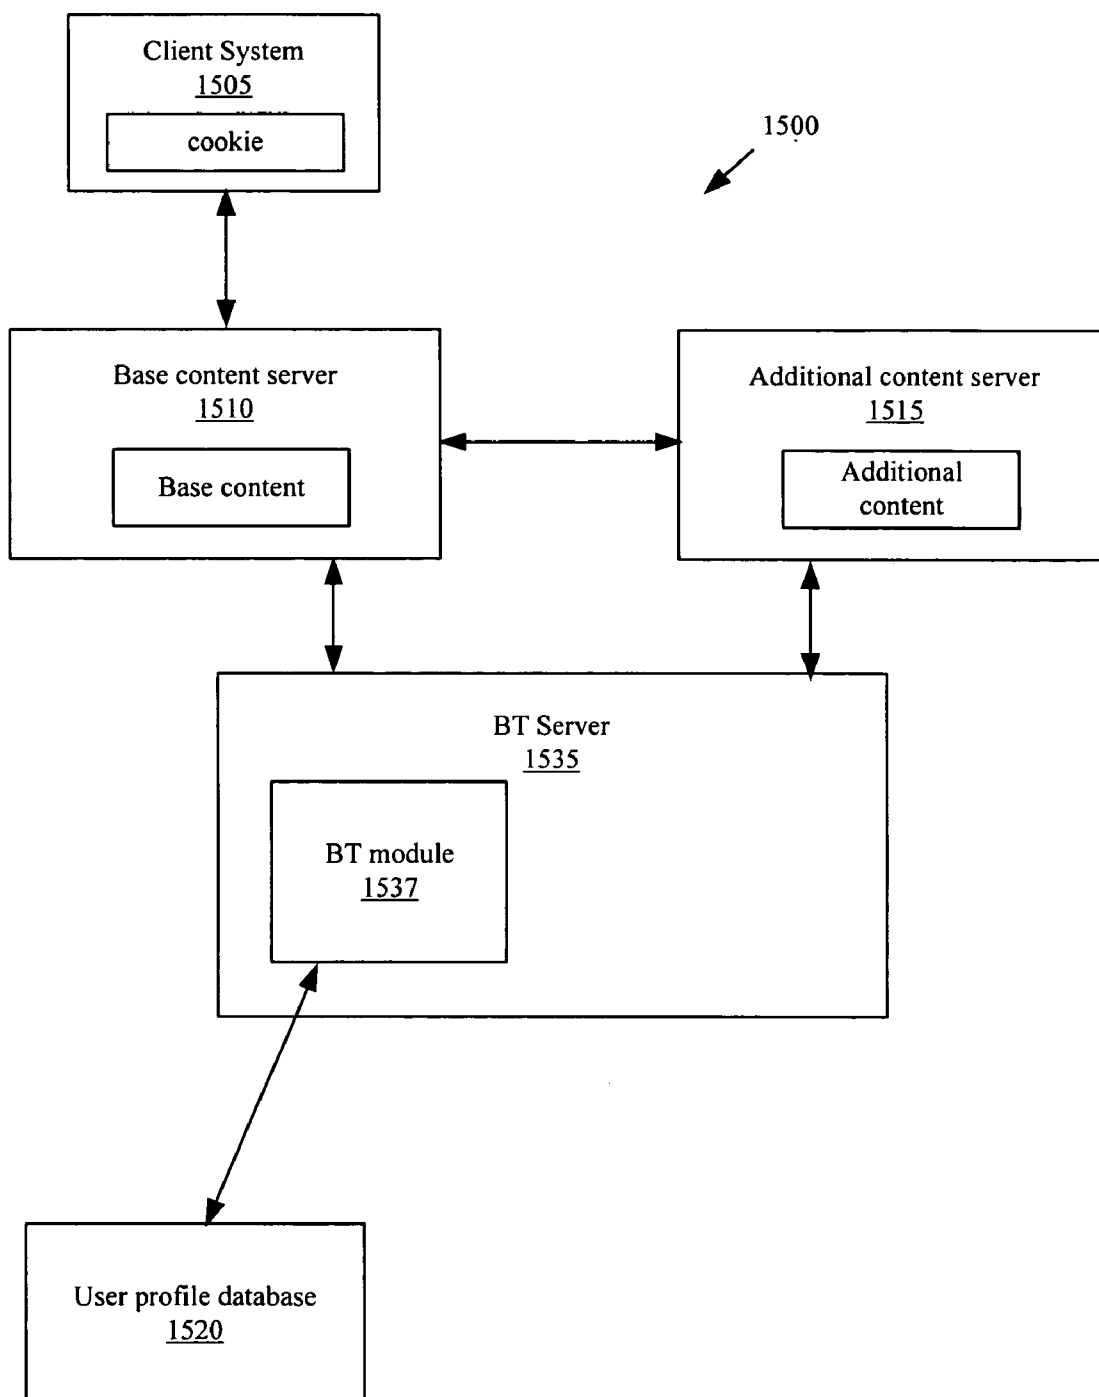 Client System
1505
cookie
1500
Base content server
1510
Base content
Additional content server
1515
Additional
content
BT Server
1535
BT module
1537
User profile database
1520